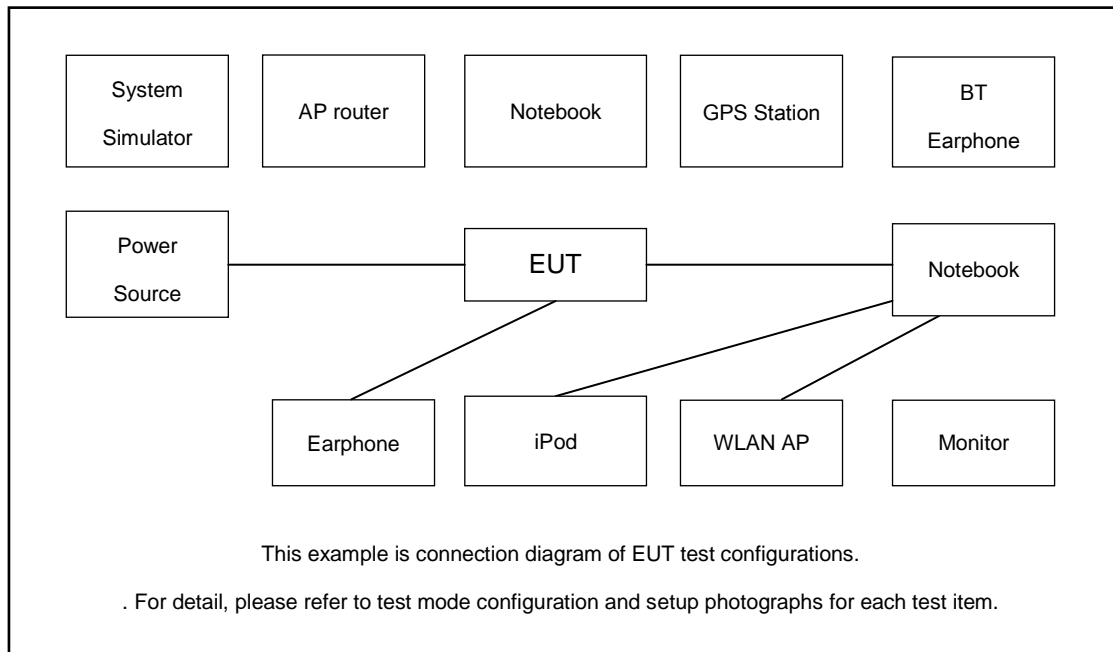 System
Simulator
AP router
Notebook
GPS Station
BT
Earphone
Power
Source
EUT
Notebook
Earphone
iPod
WLAN AP
Monitor
This example is connection diagram of EUT test configurations.
. For detail, please refer to test mode configuration and setup photographs for each test item.